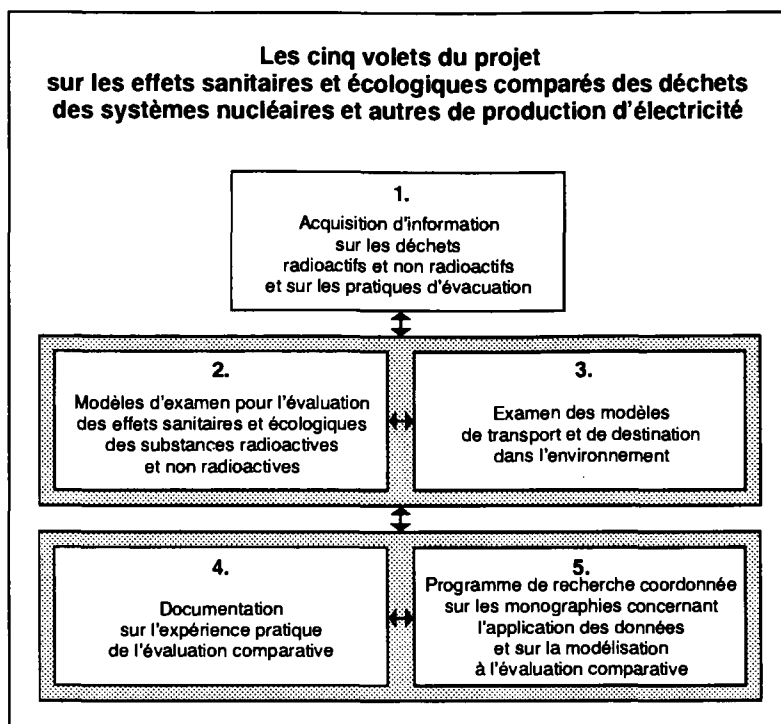 Les cinq volets du projet
sur les effets sanitaires et écologiques comparés des déchets
des systèmes nucléaires et autres de production d'électricité
1.
Acquisition d'information
sur les déchets
radioactifs et non radioactifs
et sur les pratiques d'évacuation
2.
Modèles d'examen pour l'évaluation
des effets sanitaires et écologiques
des substances radioactives
et non radioactives
3.
Examen des modèles
de transport et de destination
dans l'environnement
4.
Documentation
sur l'expérience pratique
de l'évaluation comparative
5.
Programme de recherche coordonnée
sur les monographies concernant
l'application des données
et sur la modélisation
à l'évaluation comparative